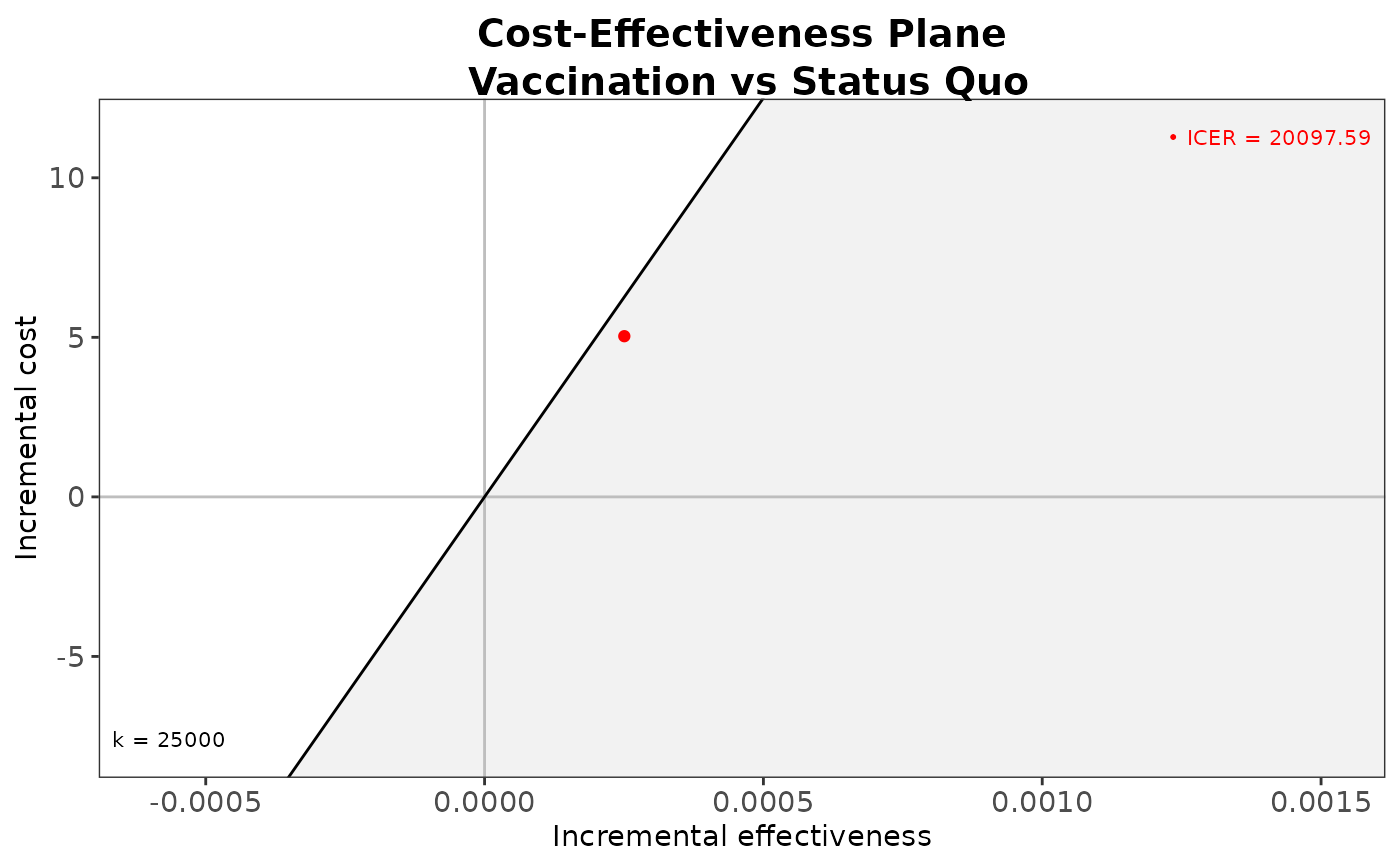 Cost-Effectiveness Plane
Vaccination vs Status Quo
• ICER = 20097.59
10
5
0
-5
Incremental cost
k = 25000
-0.0005
0.0000
0.0005
0.0010
0.0015
Incremental effectiveness